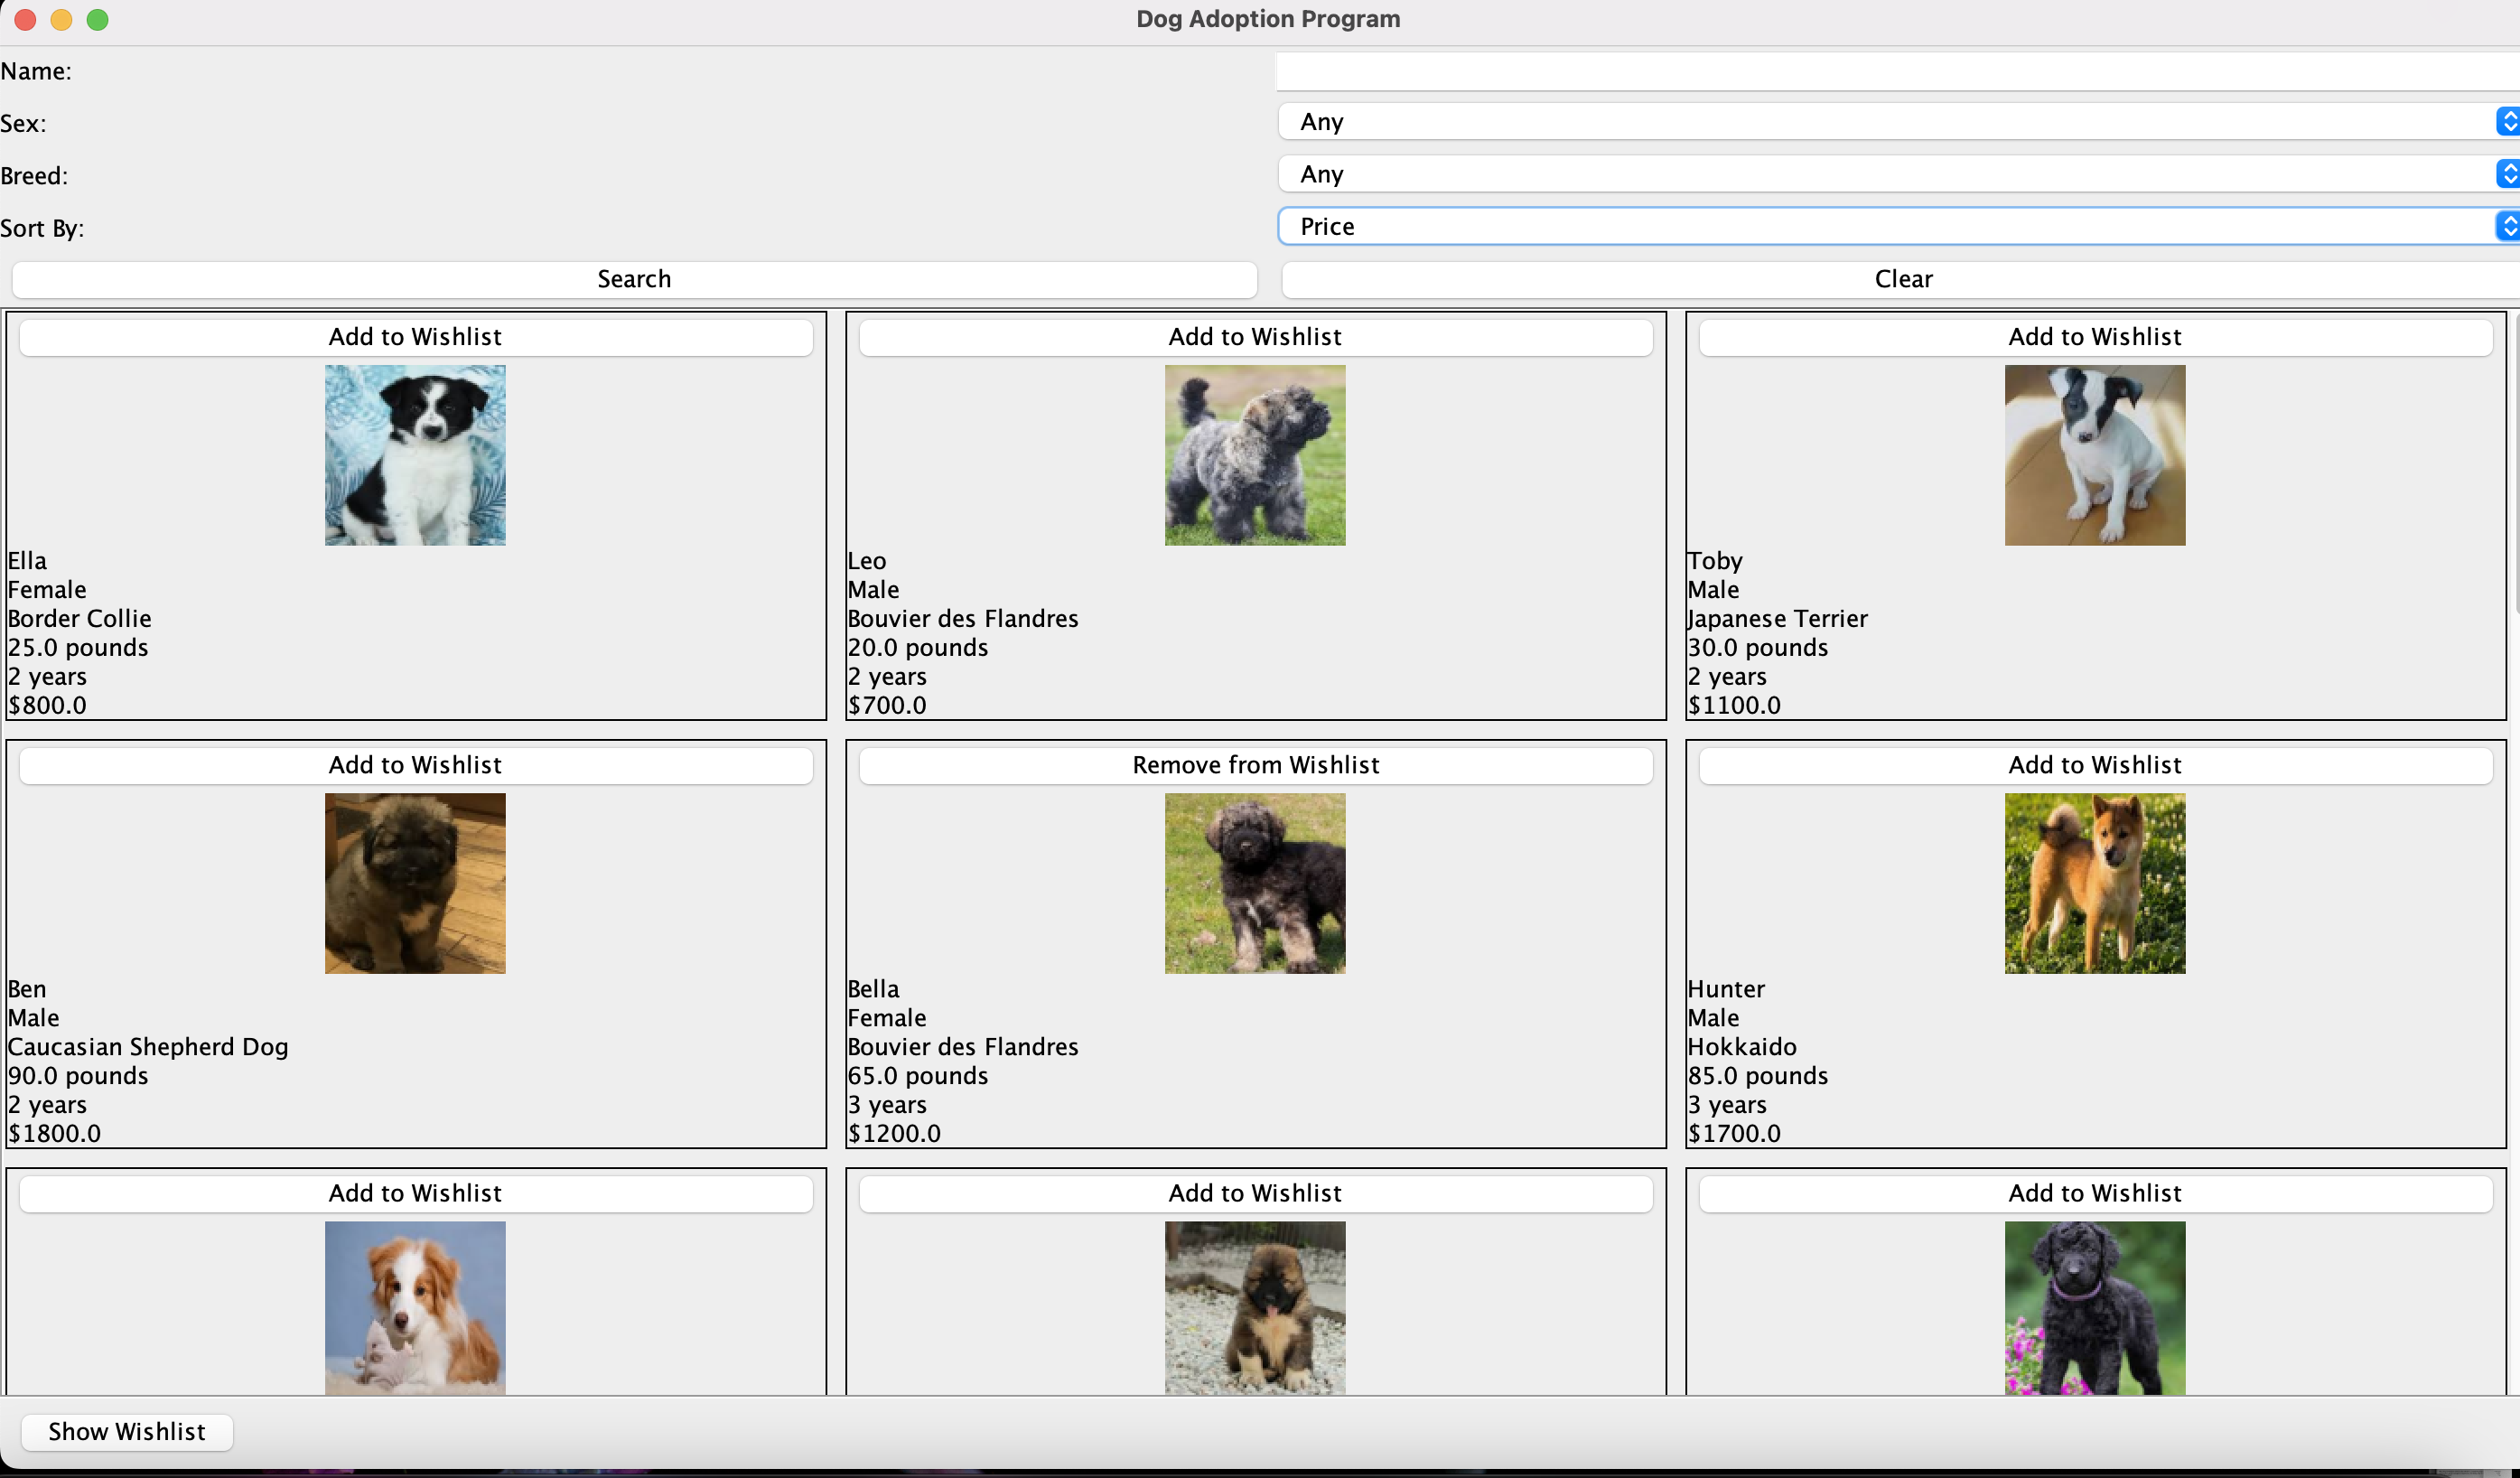 Dog Adoption Program
Name:
Sex:
Any
Breed:
Any
Sort By:
Price
Search
Clear
Add to Wishlist
Ella
Female
Border Collie
25.0 pounds
2 years
$800.0
Add to Wishlist
Leo
Male
Bouvier des Flandres
20.0 pounds
2 years
$700.0
Add to Wishlist
Toby
Male
Japanese Terrier
30.0 pounds
2 years
$1100.0
Add to Wishlist
Ben
Male
Caucasian Shepherd Dog
90.0 pounds
2 years
$1800.0
Remove from Wishlist
Bella
Female
Bouvier des Flandres
65.0 pounds
3 years
$1200.0
Add to Wishlist
Hunter
Male
Hokkaido
85.0 pounds
3 years
$1700.0
Add to Wishlist
Add to Wishlist
Add to Wishlist
Show Wishlist